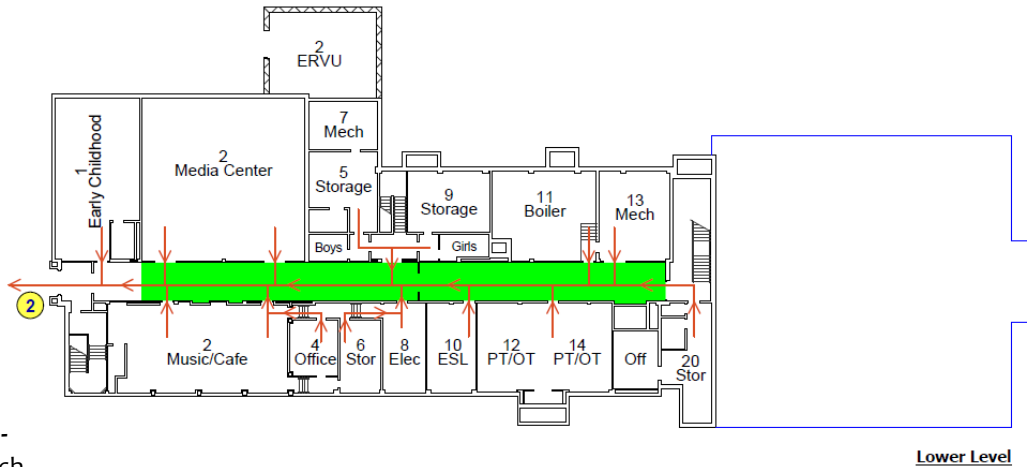 2
ERVU
7
Mech
1
Early Childhood
2
Media Center
5
Storage
9
Storage
11
Boiler
13
Mech
Boys
Girls
2
2
Music/Cafe
4
Office
6
Stor
8
Elec
10
ESL
12
PT/OT
14
PT/OT
Off
20
Stor
-
ch
Lower Level